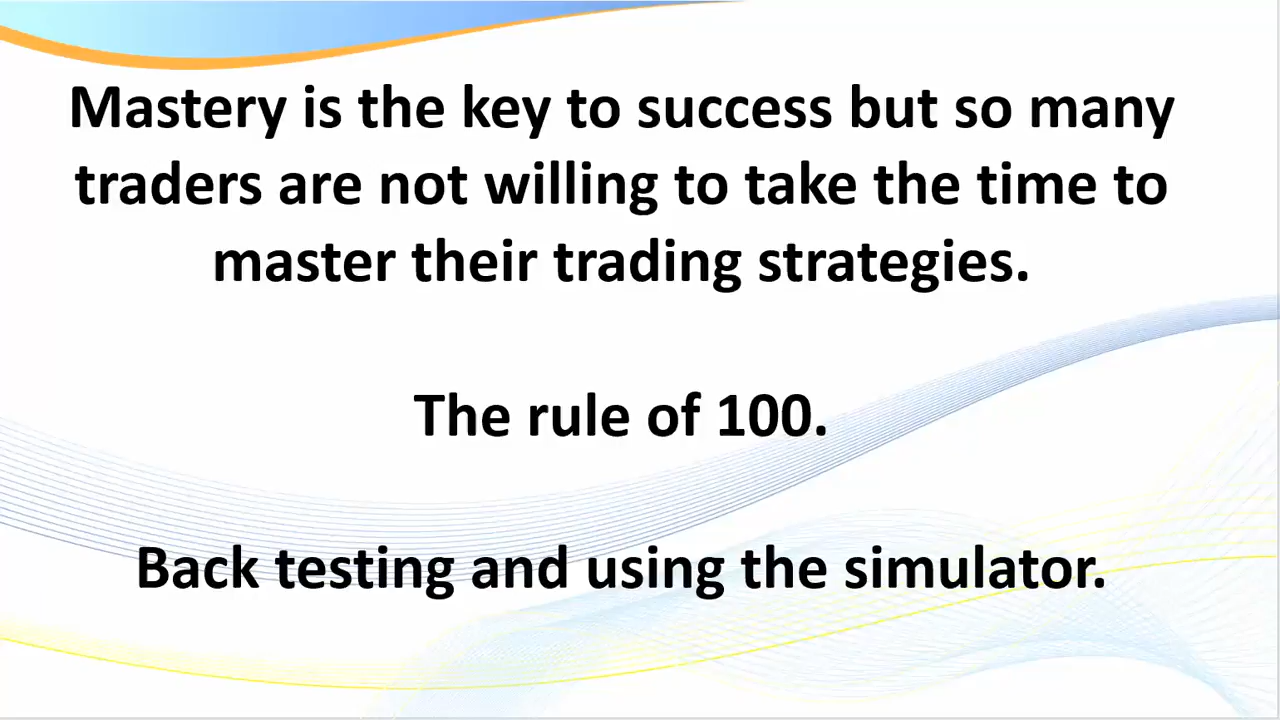 Mastery is the key to success but so many
traders are not willing to take the time to
master their trading strategies.
The rule of 100.
Back testing and using the simulator.